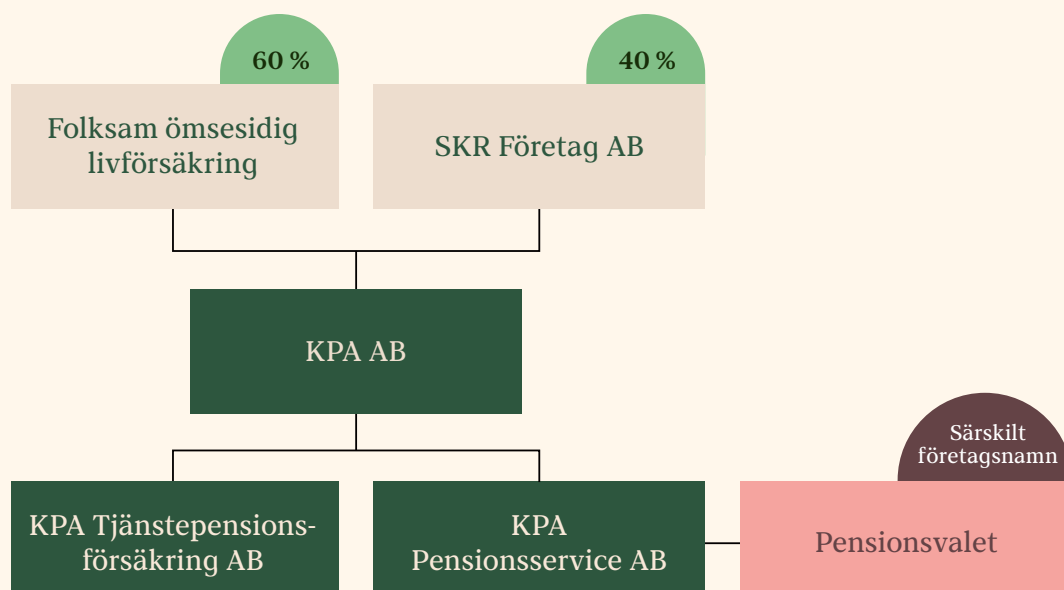 60 %
Folksam ömsesidig
livförsäkring
40 %
SKR Företag AB
KPA AB
KPA Tjänstepensions-
försäkring AB
KPA
Pensionsservice AB
Särskilt
företagsnamn
Pensionsvalet